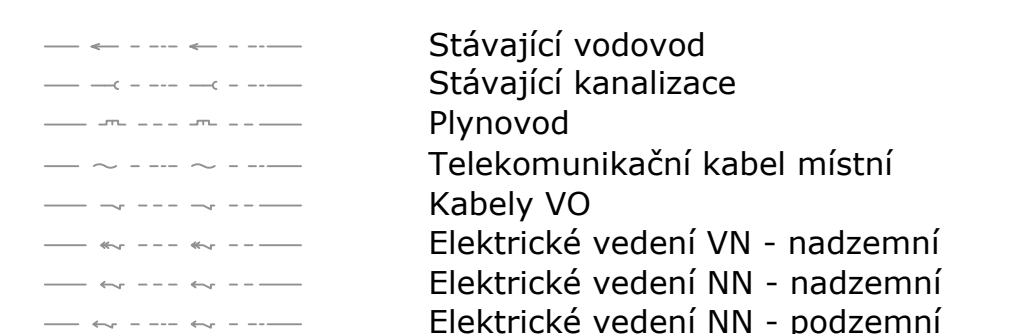 Stávající vodovod
Stávající kanalizace
Plynovod
Telekomunikační kabel místní
Kabely VO
Elektrické vedení VN - nadzemní
Elektrické vedení NN - nadzemní
Elektrické vedení NN - podzemní